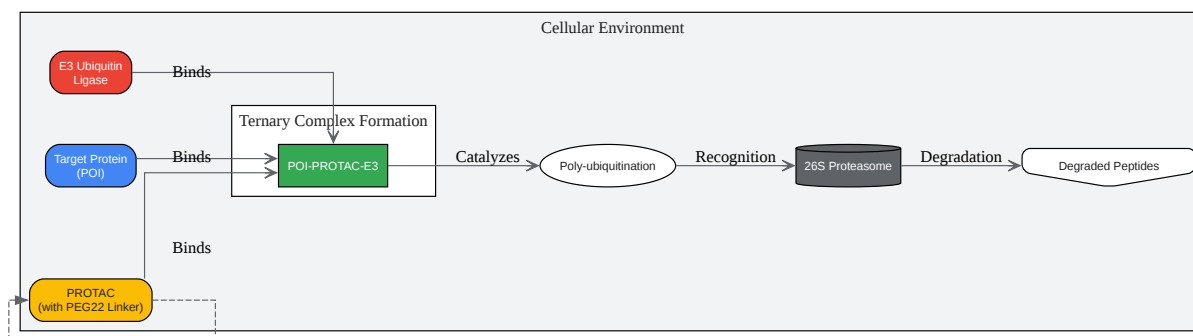 Cellular Environment
E3 Ubiquitin
Ligase
Binds
Ternary Complex Formation
Target Protein
(POI)
Binds
POI-PROTAC-E3
Catalyzes
Poly-ubiquitination
Recognition
26S Proteasome
Degradation
Degraded Peptides
Binds
PROTAC
(with PEG22 Linker)